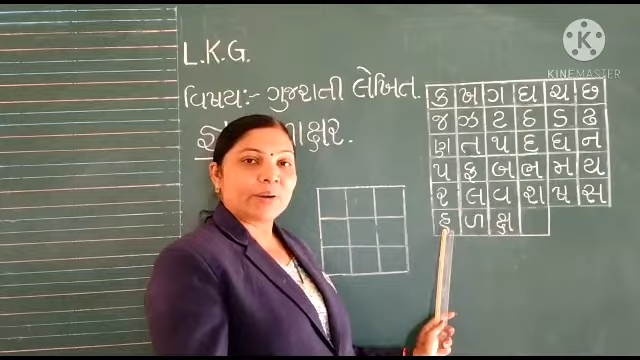 L.K.G.
વિષય:- ગુજરાતી લેખિત.
ક ખ ગ ઘ ચ છ
જ ઝ ટ ઠ ડ ઢ
ણ ત થ દ ધ ન
પ ફ બ ભ મ ય
ર લ વ શ ષ સ
હ ળ ક્ષ
KINEMASTER